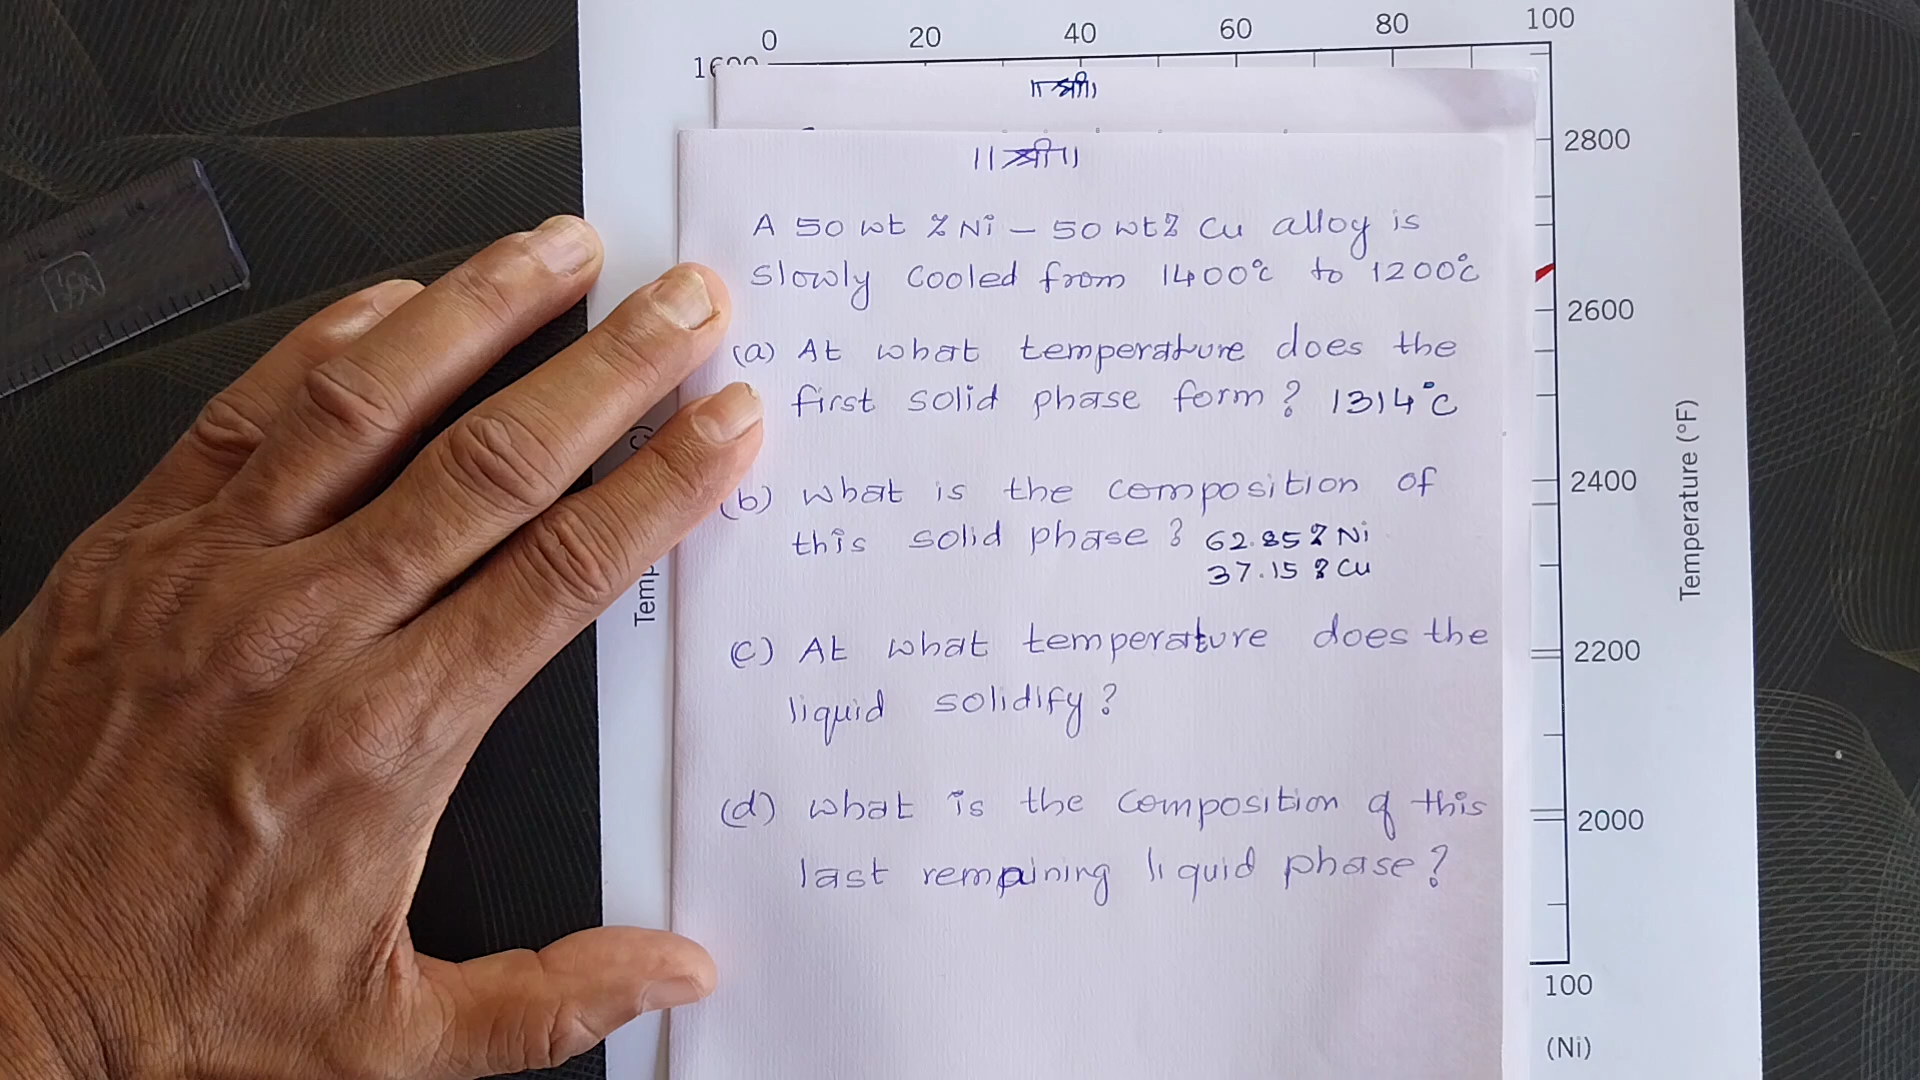 0 20 40 60 80 100
॥ श्री ॥
2800
॥ श्री ॥
A 50 wt % Ni – 50 wt % Cu alloy is
slowly cooled from 1400°c to 1200°c
2600
(a) At what temperature does the
first solid phase form? 1314°C
2400
(b) what is the composition of
this solid phase? 62.85 % Ni
37.15 % Cu
Temperature (°F)
(c) At what temperature does the
2200
liquid solidify?
(d) what is the composition of this
2000
last remaining liquid phase?
100
(Ni)